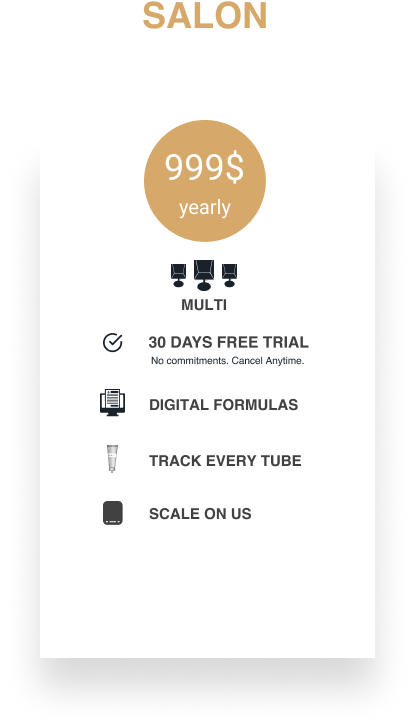 SALON
999$
yearly
MULTI
30 DAYS FREE TRIAL
No commitments. Cancel Anytime.
DIGITAL FORMULAS
TRACK EVERY TUBE
SCALE ON US